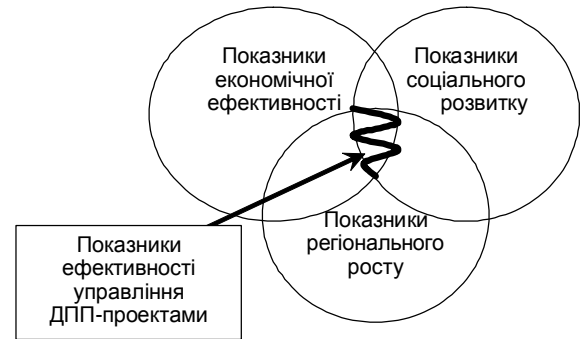 Показники
економічної
ефективності
Показники
соціального
розвитку
Показники
регіонального
росту
Показники
ефективності
управління
ДПП-проектами